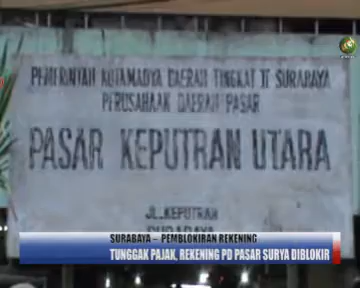 PEMERINTAH KOTAMADYA DAERAH TINGKAT II SURABAYA
PERUSAHAAN DAERAH PASAR
PASAR KEPUTRAN UTARA
JL. KEPUTRAN
SURABAYA
SURABAYA – PEMBLOKIRAN REKENING
TUNGGAK PAJAK, REKENING PD PASAR SURYA DIBLOKIR